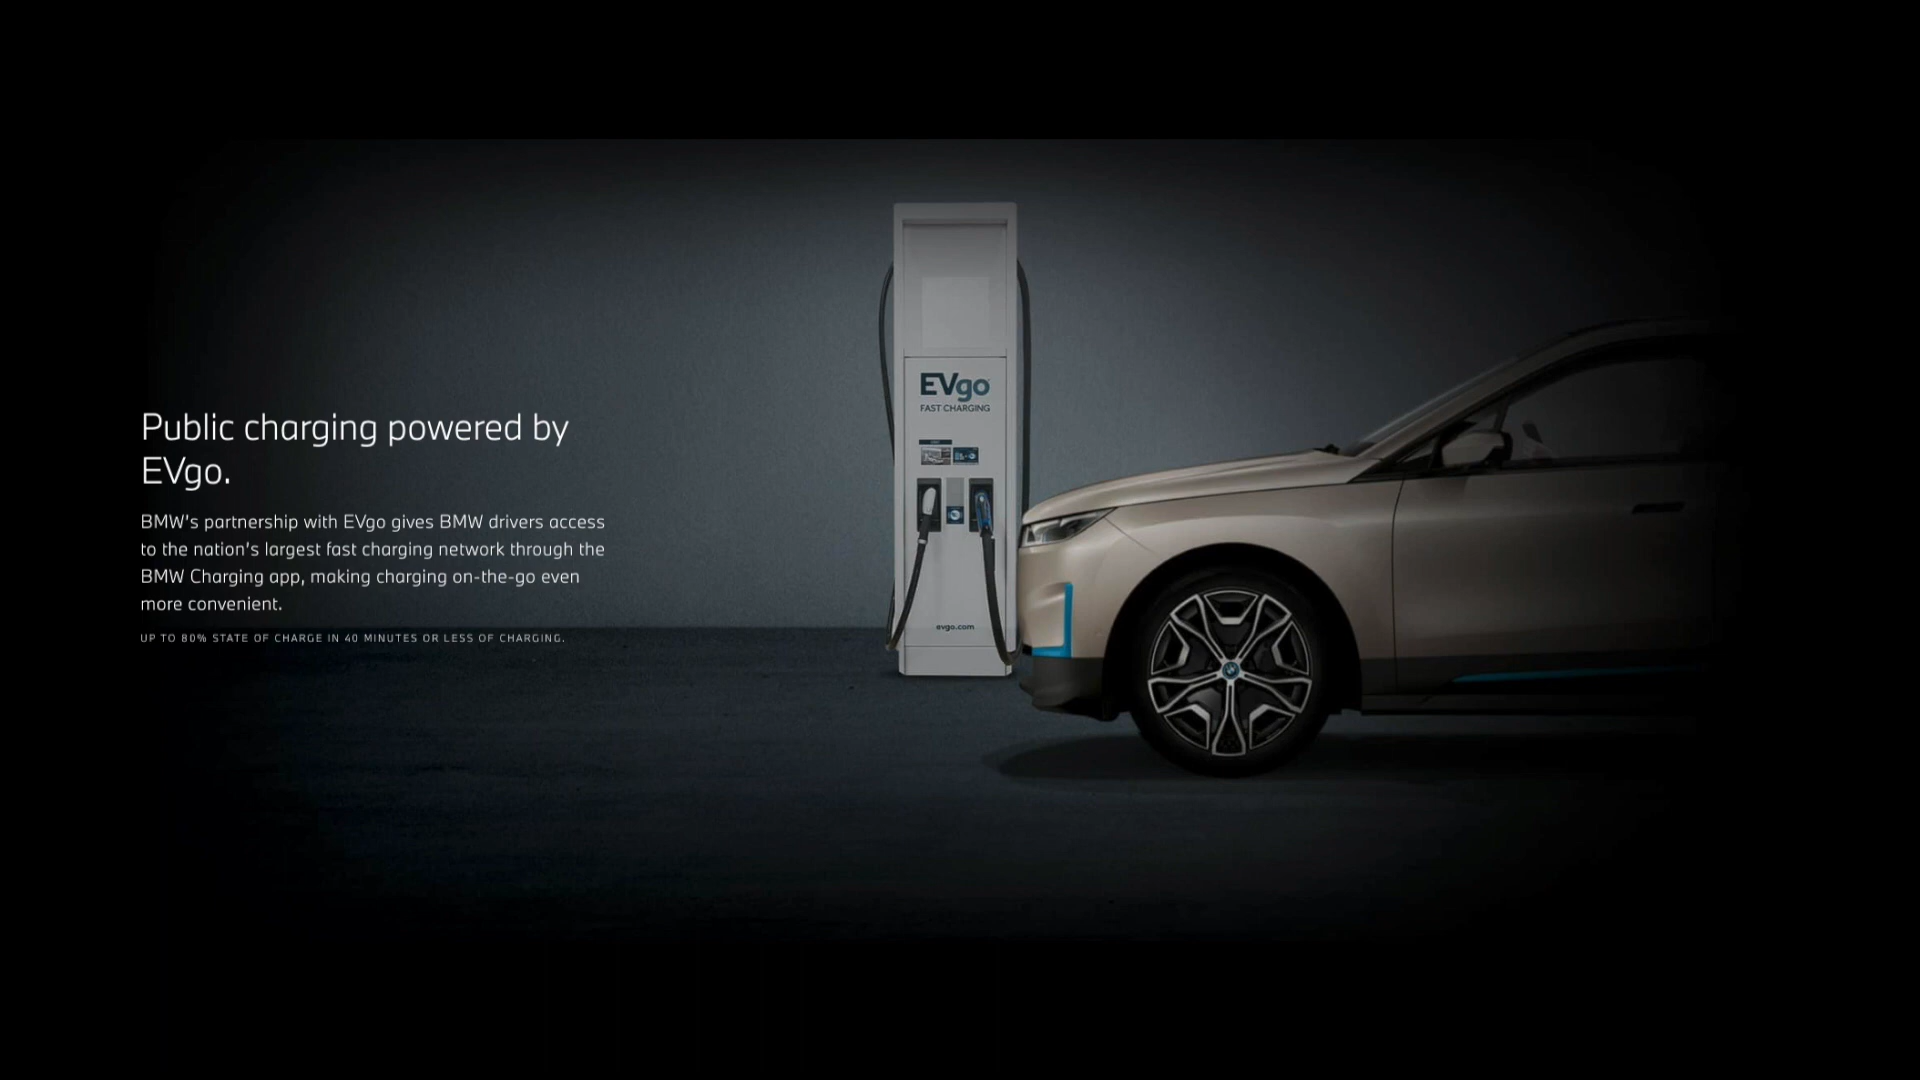 Public charging powered by
EVgo.
BMW's partnership with EVgo gives BMW drivers access
to the nation's largest fast charging network through the
BMW Charging app, making charging on-the-go even
more convenient.
UP TO 80% STATE OF CHARGE IN 40 MINUTES OR LESS OF CHARGING.
EVgo
FAST CHARGING
evgo.com